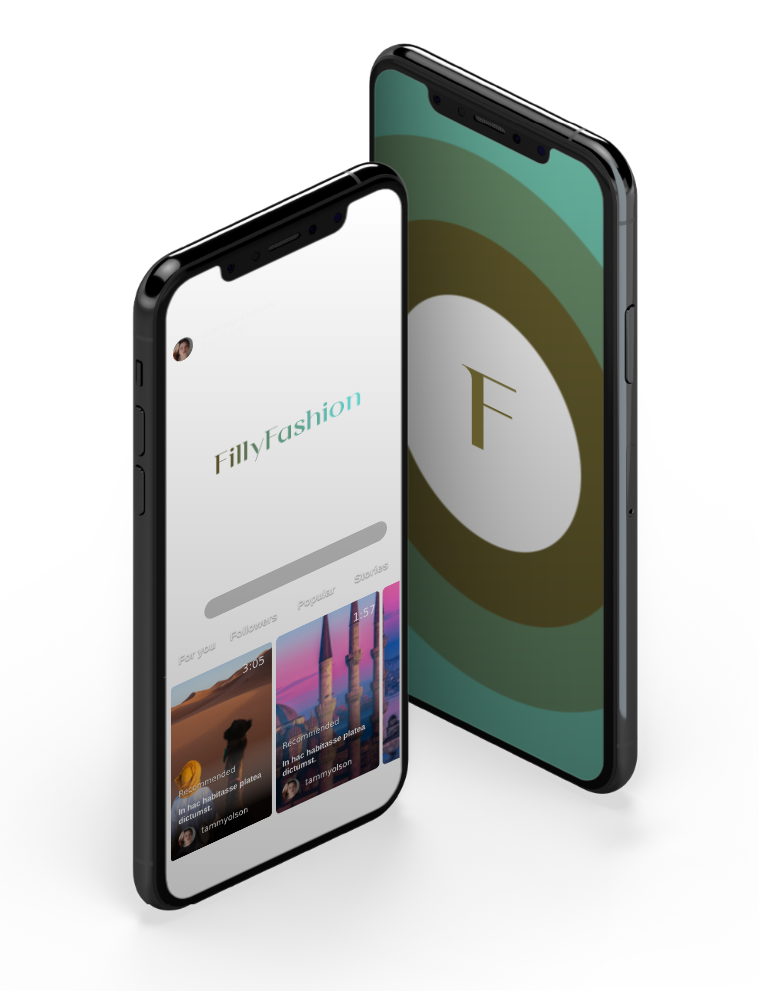 FillyFashion
For you
Followers
Popular
Stories
3:05
Recommended
In hac habitasse platea
dictumst.
tammyolson
1:57
Recommended
In hac habitasse platea
dictumst.
tammyolson
F